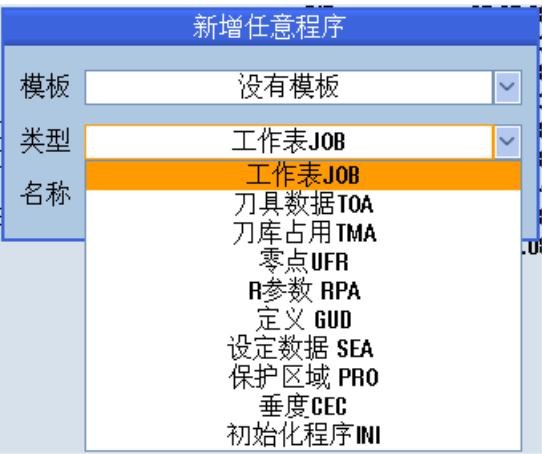 新增任意程序
模板 没有模板
类型 工作表JOB
名称
工作表JOB
刀具数据TOA
刀库占用TMA
零点UFR
R参数 RPA
定义 GUD
设定数据 SEA
保护区域 PRO
垂度CEC
初始化程序INI